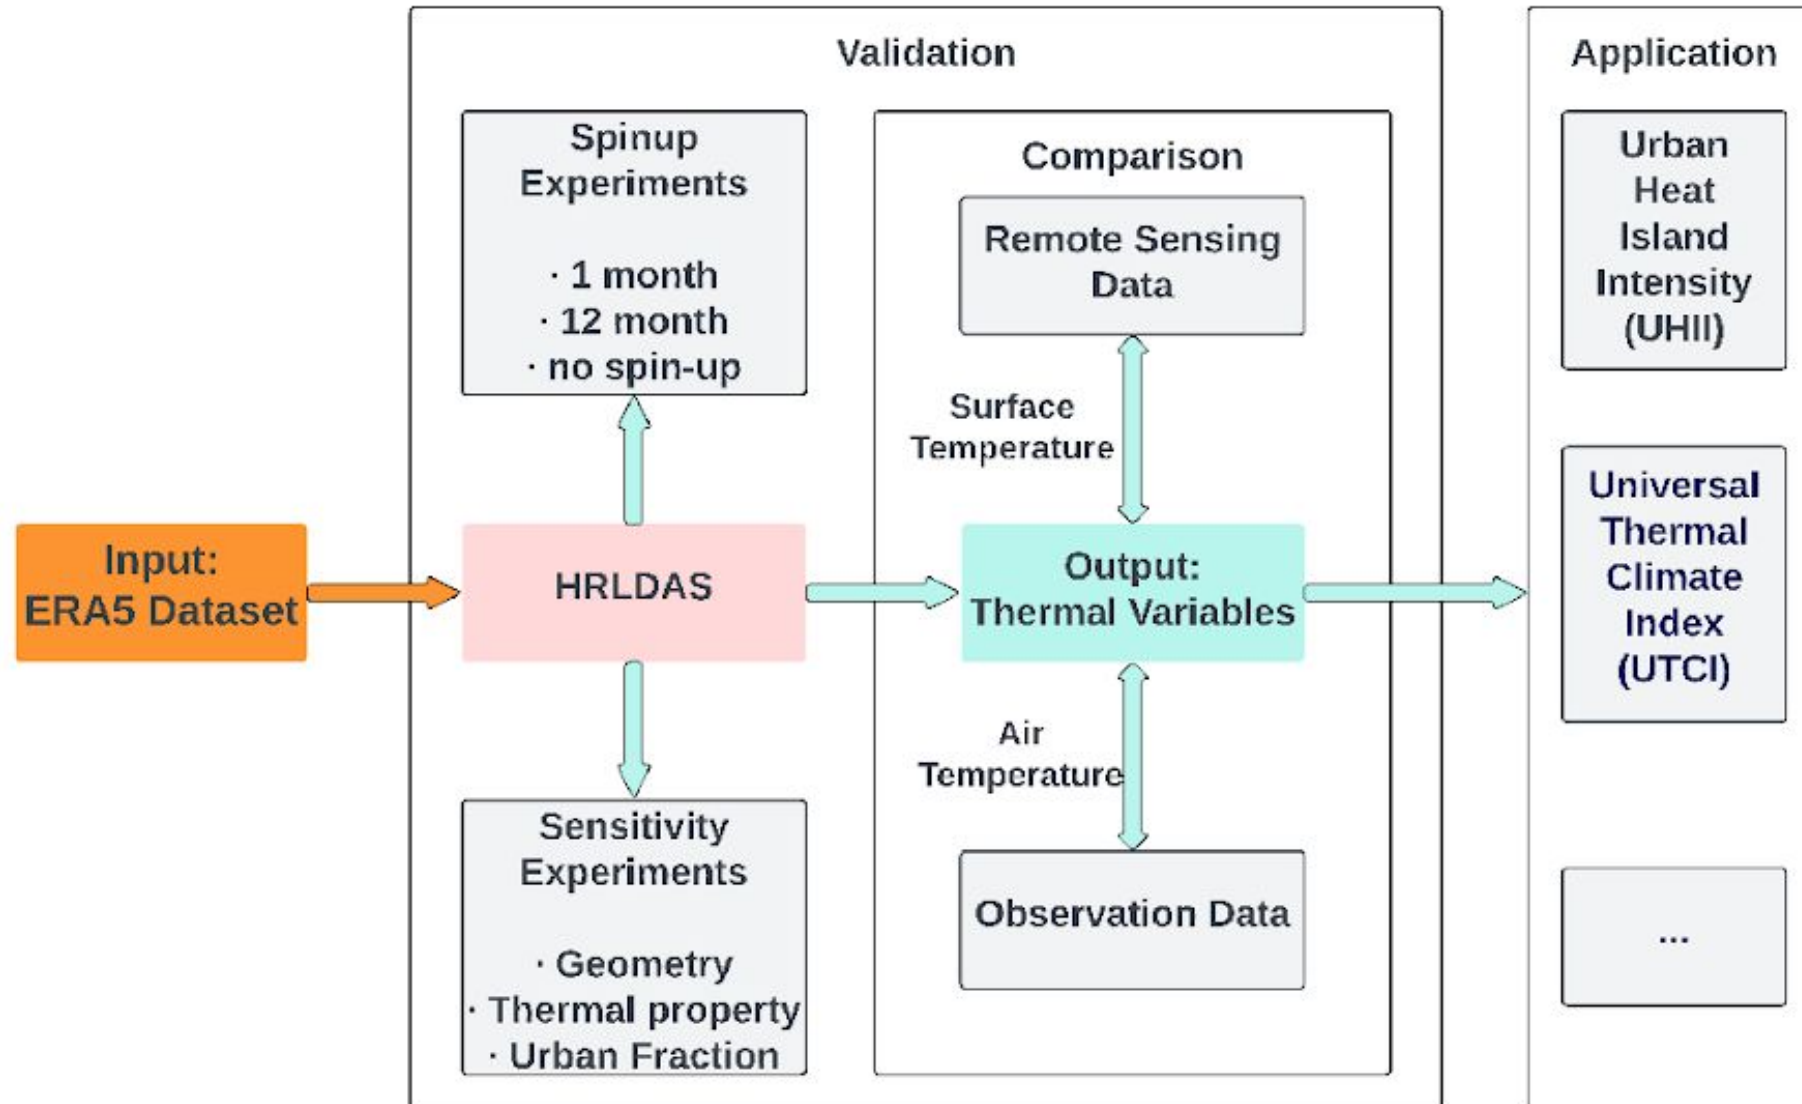 Validation
Application
Spinup
Experiments
· 1 month
· 12 month
· no spin-up
Comparison
Remote Sensing
Data
Surface
Temperature
Input:
ERA5 Dataset
HRLDAS
Output:
Thermal Variables
Air
Temperature
Sensitivity
Experiments
· Geometry
· Thermal property
· Urban Fraction
Observation Data
Urban
Heat
Island
Intensity
(UHII)
Universal
Thermal
Climate
Index
(UTCI)
...